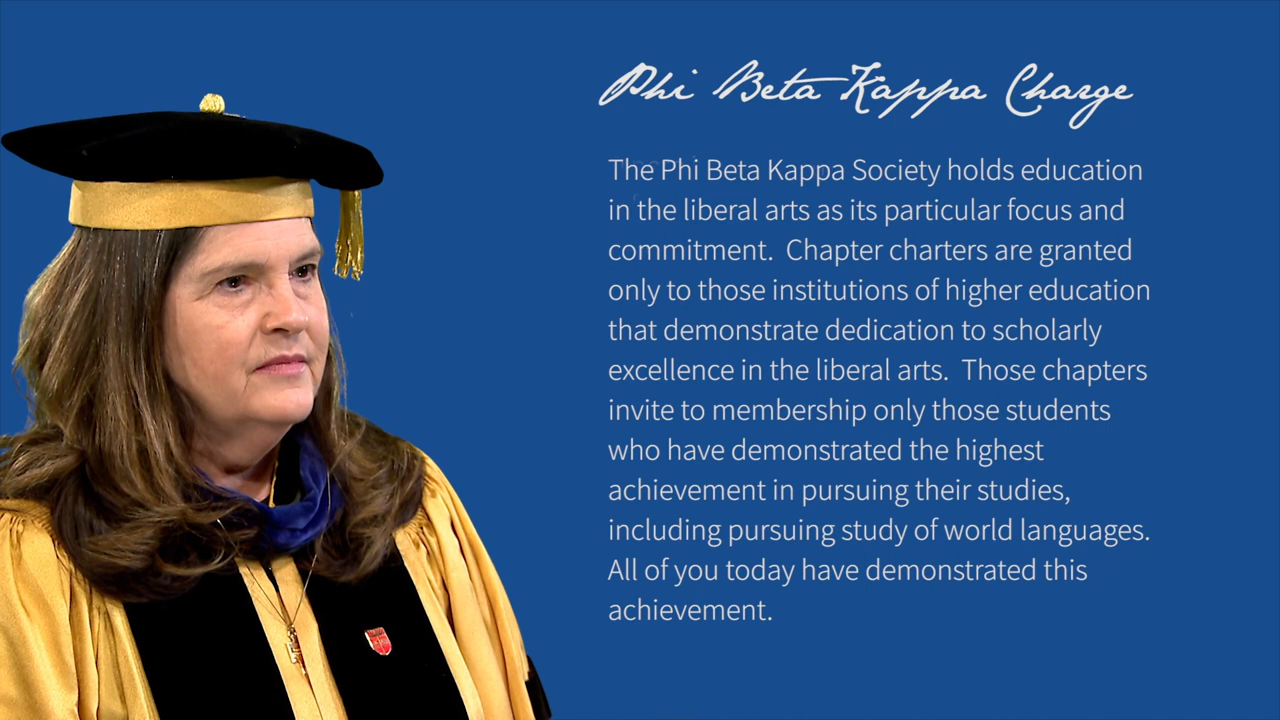 Phi Beta Kappa Charge
The Phi Beta Kappa Society holds education
in the liberal arts as its particular focus and
commitment.  Chapter charters are granted
only to those institutions of higher education
that demonstrate dedication to scholarly
excellence in the liberal arts.  Those chapters
invite to membership only those students
who have demonstrated the highest
achievement in pursuing their studies,
including pursuing study of world languages.
All of you today have demonstrated this
achievement.